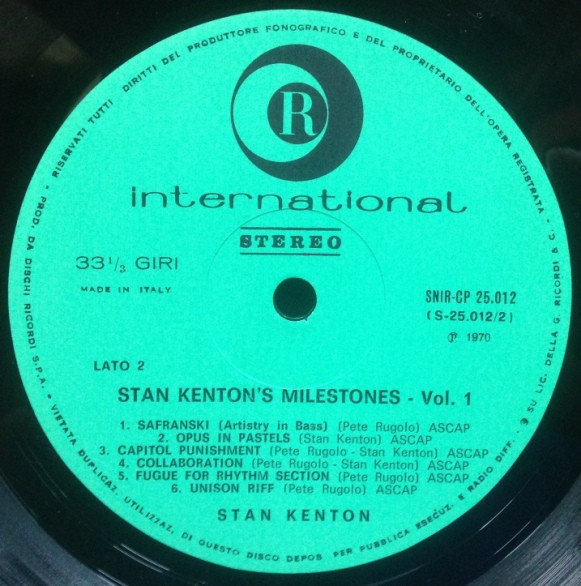 RISERVATI TUTTI I DIRITTI DEL PRODUTTORE FONOGRAFICO E DEL PROPRIETARIO DELL'OPERA REGISTRATA -
R
international
STEREO
33 1/3 GIRI
MADE IN ITALY
SNIR-CP 25.012
(S-25.012/2)
Ⓟ 1970
LATO 2
STAN KENTON'S MILESTONES - Vol. 1
1. SAFRANSKI (Artistry in Bass) (Pete Rugolo) ASCAP
2. OPUS IN PASTELS (Stan Kenton) ASCAP
3. CAPITOL PUNISHMENT (Pete Rugolo - Stan Kenton) ASCAP
4. COLLABORATION (Pete Rugolo - Stan Kenton) ASCAP
5. FUGUE FOR RHYTHM SECTION (Pete Rugolo) ASCAP
6. UNISON RIFF (Pete Rugolo) ASCAP
STAN KENTON
- PROD. DA DISCHI RICORDI S.P.A. - VIETATA DUPLICAZ. UTILIZZAZ. DI QUESTO DISCO DEPOS PER PUBBLICA ESECUZ. E RADIO DIFF. - SU LIC. DELLA G. RICORDI & C.